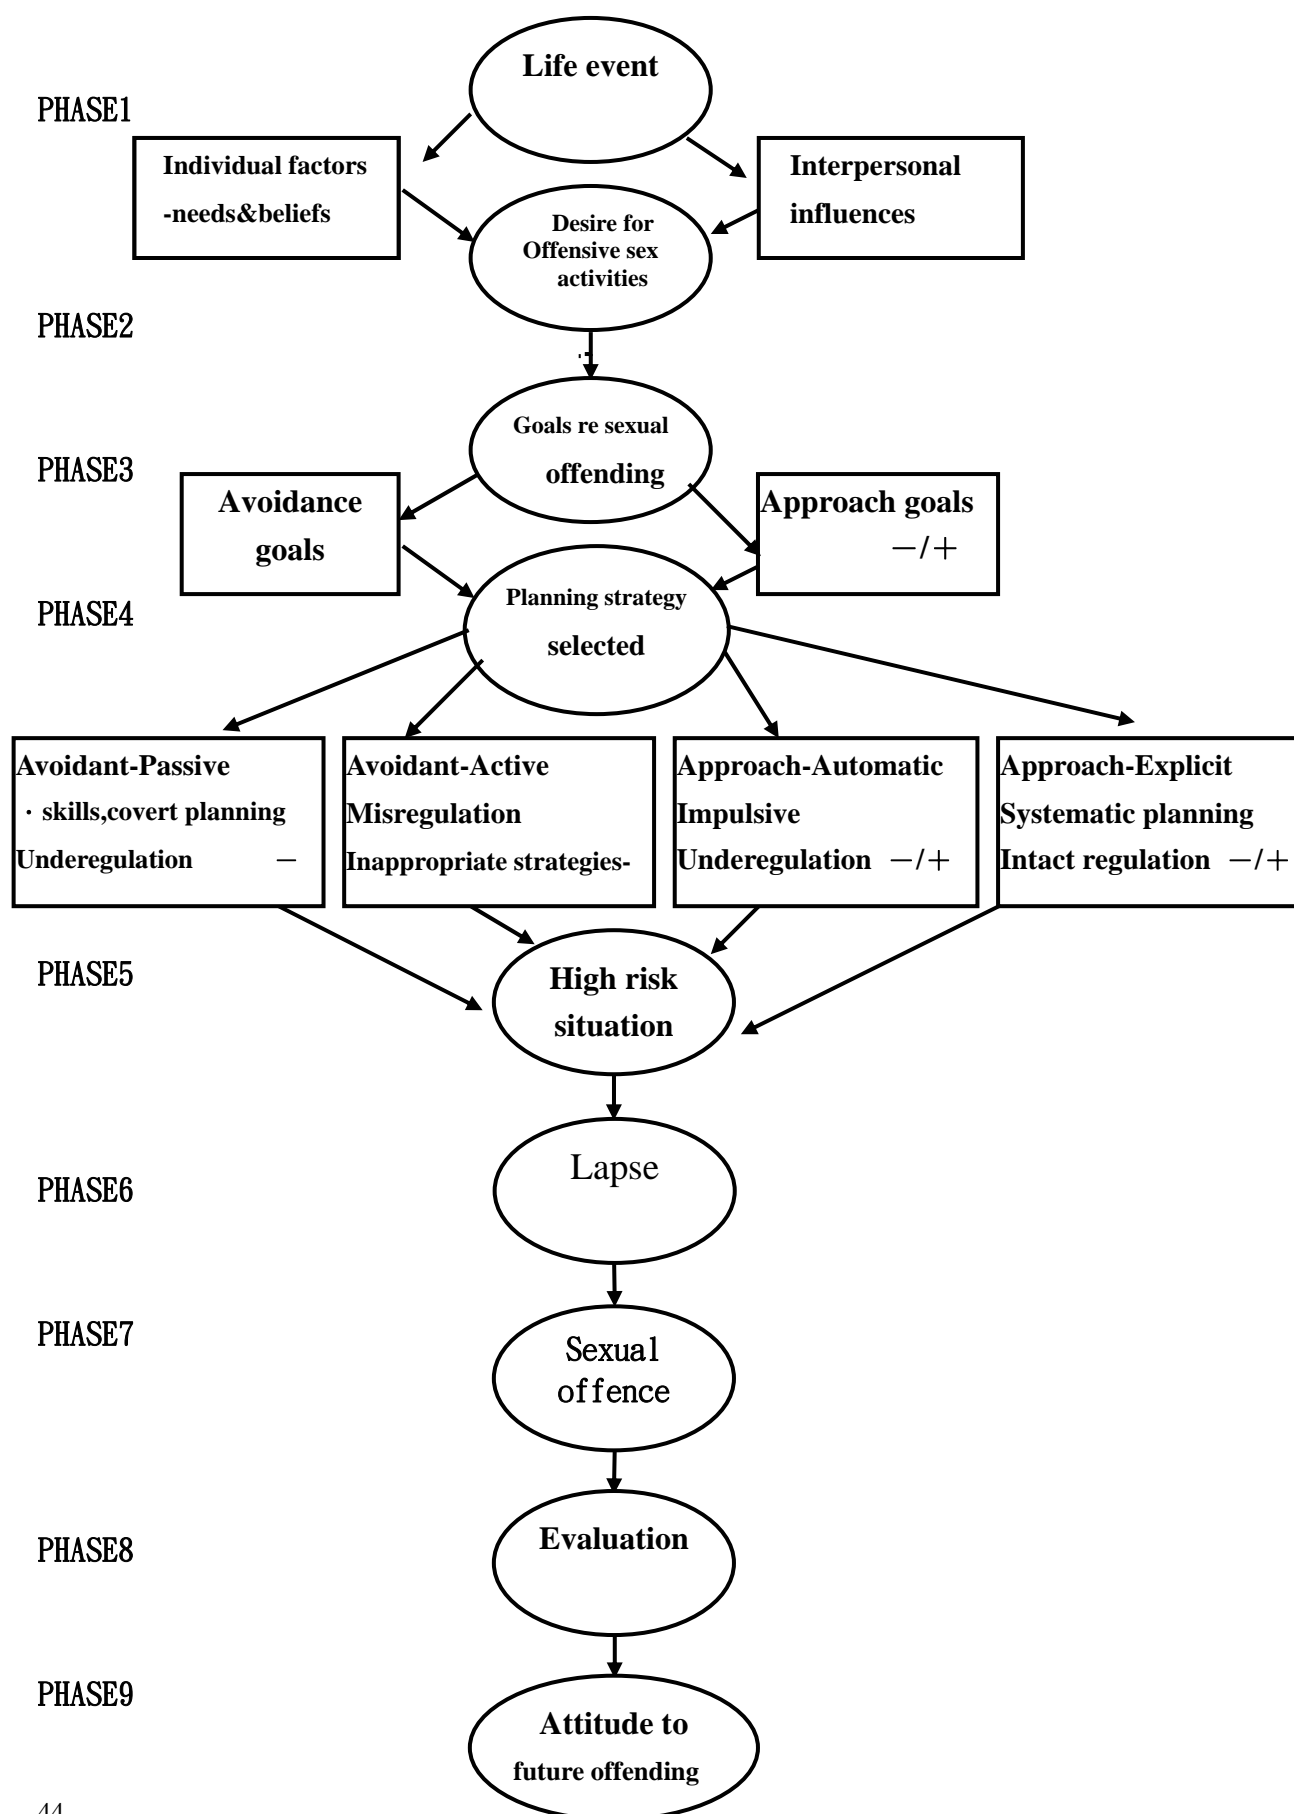 Life event
PHASE1
Individual factors
-needs&beliefs
Interpersonal
influences
Desire for
Offensive sex
activities
PHASE2
Goals re sexual
offending
PHASE3
Avoidance
goals
Approach goals
－/＋
PHASE4
Planning strategy
selected
Avoidant-Passive
· skills,covert planning
Underegulation －
Avoidant-Active
Misregulation
Inappropriate strategies-
Approach-Automatic
Impulsive
Underegulation －/＋
Approach-Explicit
Systematic planning
Intact regulation －/＋
PHASE5
High risk
situation
Lapse
PHASE6
PHASE7
Sexual
offence
PHASE8
Evaluation
PHASE9
Attitude to
future offending
44